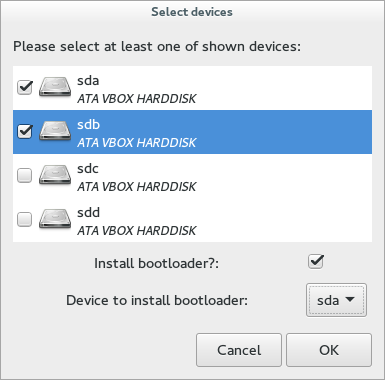 Select devices
Please select at least one of shown devices:
sda
ATA VBOX HARDDISK
sdb
ATA VBOX HARDDISK
sdc
ATA VBOX HARDDISK
sdd
ATA VBOX HARDDISK
Install bootloader?:
Device to install bootloader: sda
Cancel OK